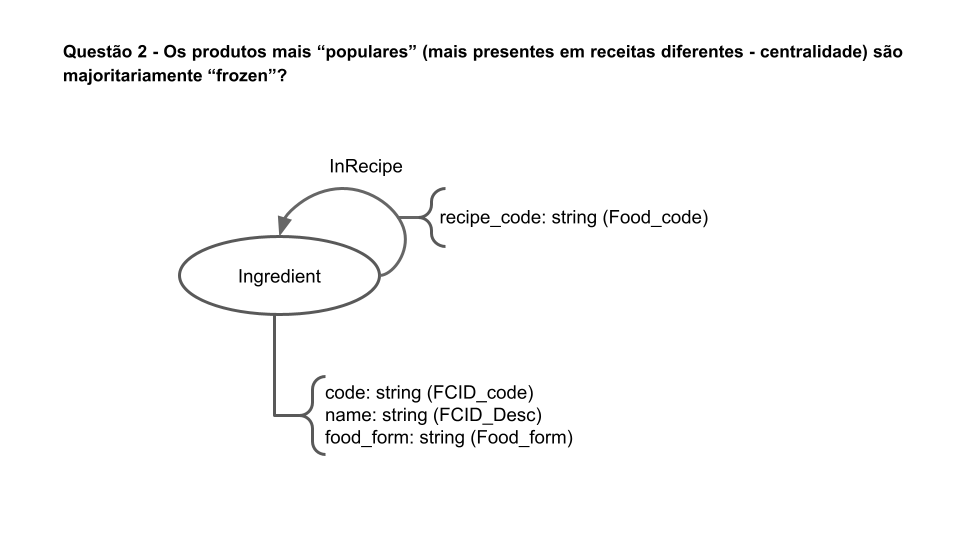 Questão 2 - Os produtos mais “populares” (mais presentes em receitas diferentes - centralidade) são
majoritariamente “frozen”?
InRecipe
recipe_code: string (Food_code)
Ingredient
code: string (FCID_code)
name: string (FCID_Desc)
food_form: string (Food_form)